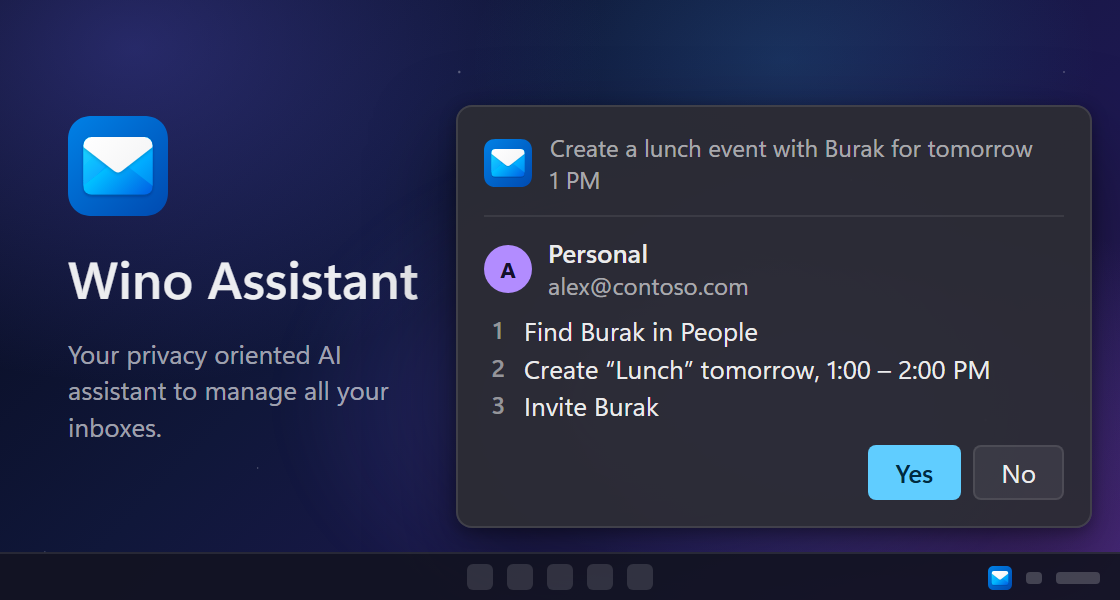 Wino Assistant
Your privacy oriented AI
assistant to manage all your
inboxes.
Create a lunch event with Burak for tomorrow
1 PM
A
Personal
alex@contoso.com
1 Find Burak in People
2 Create “Lunch” tomorrow, 1:00 – 2:00 PM
3 Invite Burak
Yes
No